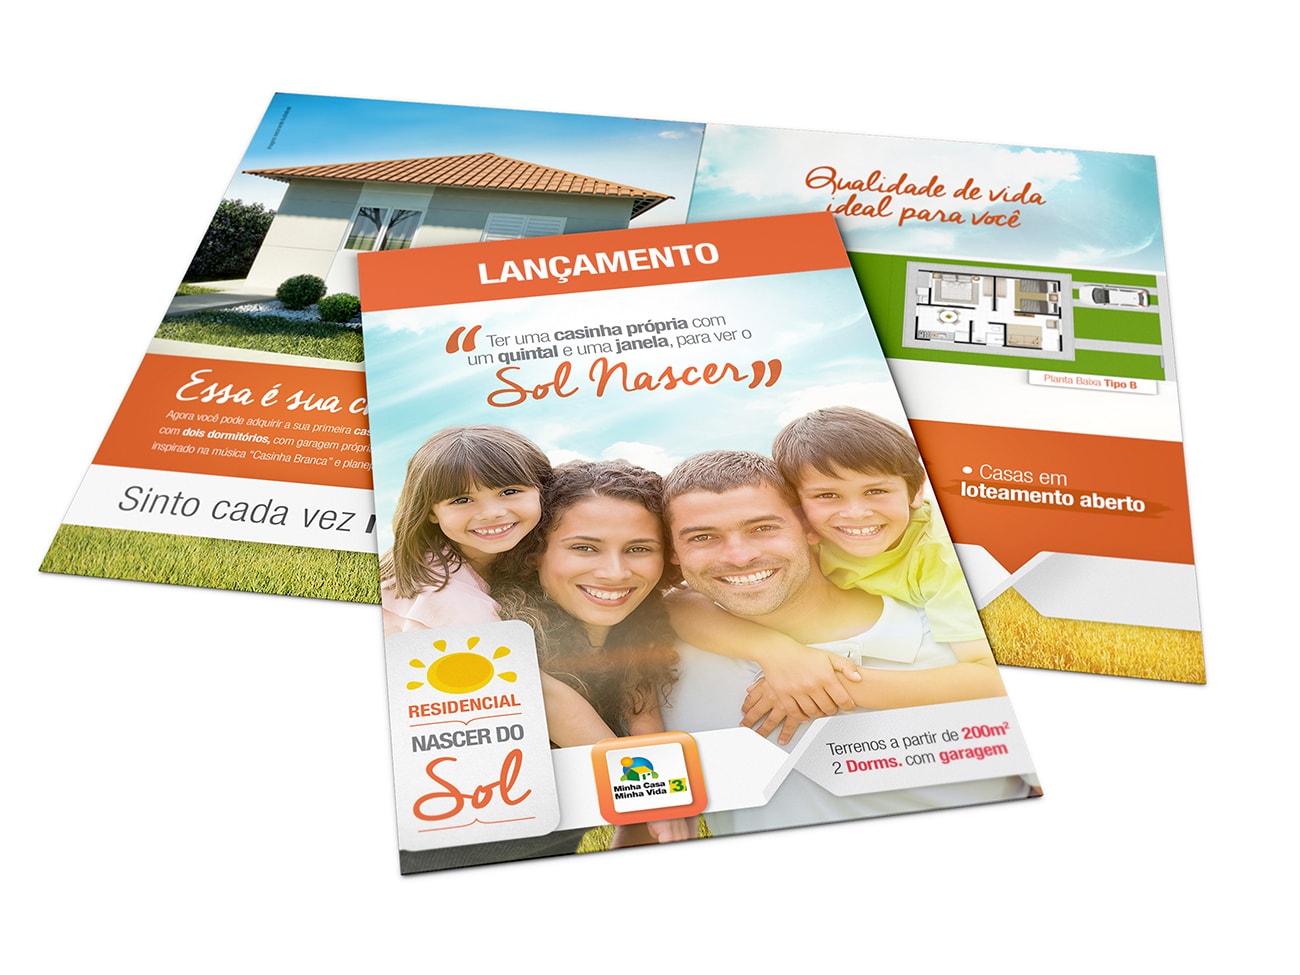 LANÇAMENTO
“ Ter uma casinha própria com
um quintal e uma janela, para ver o
Sol Nascer”
RESIDENCIAL
NASCER DO
Sol
Minha Casa
Minha Vida 3
Terrenos a partir de 200m²
2 Dorms. com garagem
Essa é sua
Agora você pode adquirir a sua primeira
com dois dormitórios, com garagem
inspirado na música “Casinha Branca” e
Sinto cada vez
Qualidade de vida
ideal para você
Planta Baixa Tipo B
• Casas em
loteamento aberto